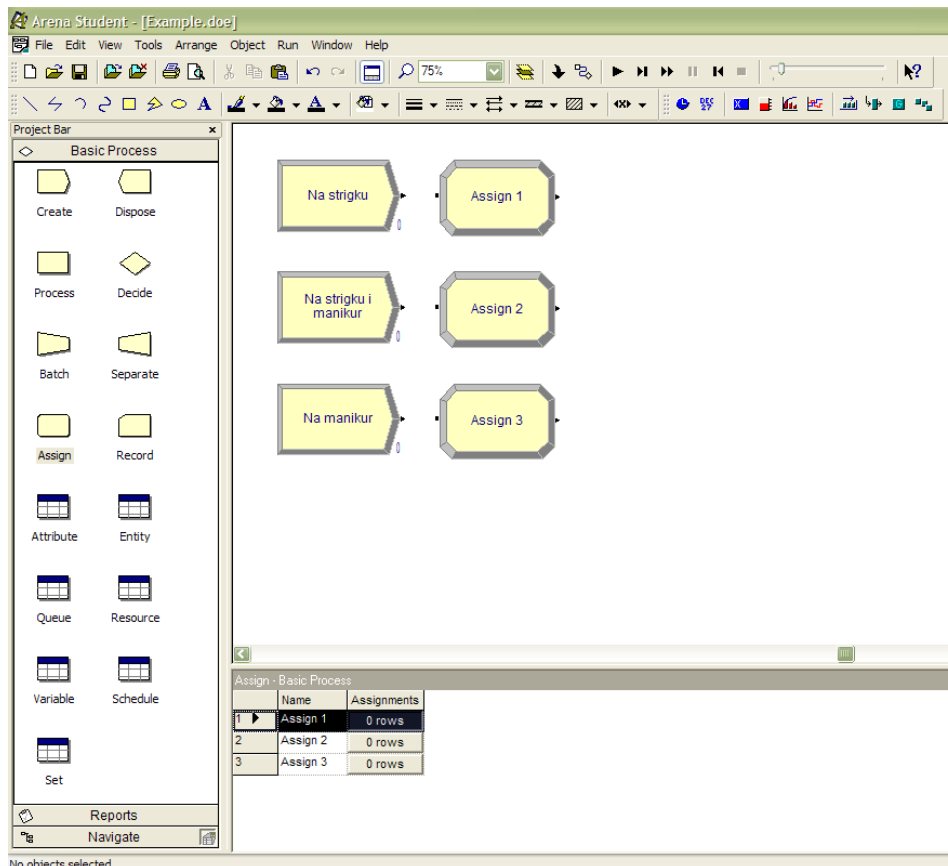 Arena Student - [Example.doe]
File Edit View Tools Arrange Object Run Window Help
75%
A A
Project Bar x
Basic Process
Create Dispose
Process Decide
Batch Separate
Assign Record
Attribute Entity
Queue Resource
Variable Schedule
Set
Reports
Navigate
Na strigku
0
Assign 1
Na strigku i
manikur
0
Assign 2
Na manikur
0
Assign 3
Assign - Basic Process
Name Assignments
1 Assign 1 0 rows
2 Assign 2 0 rows
3 Assign 3 0 rows
No objects selected